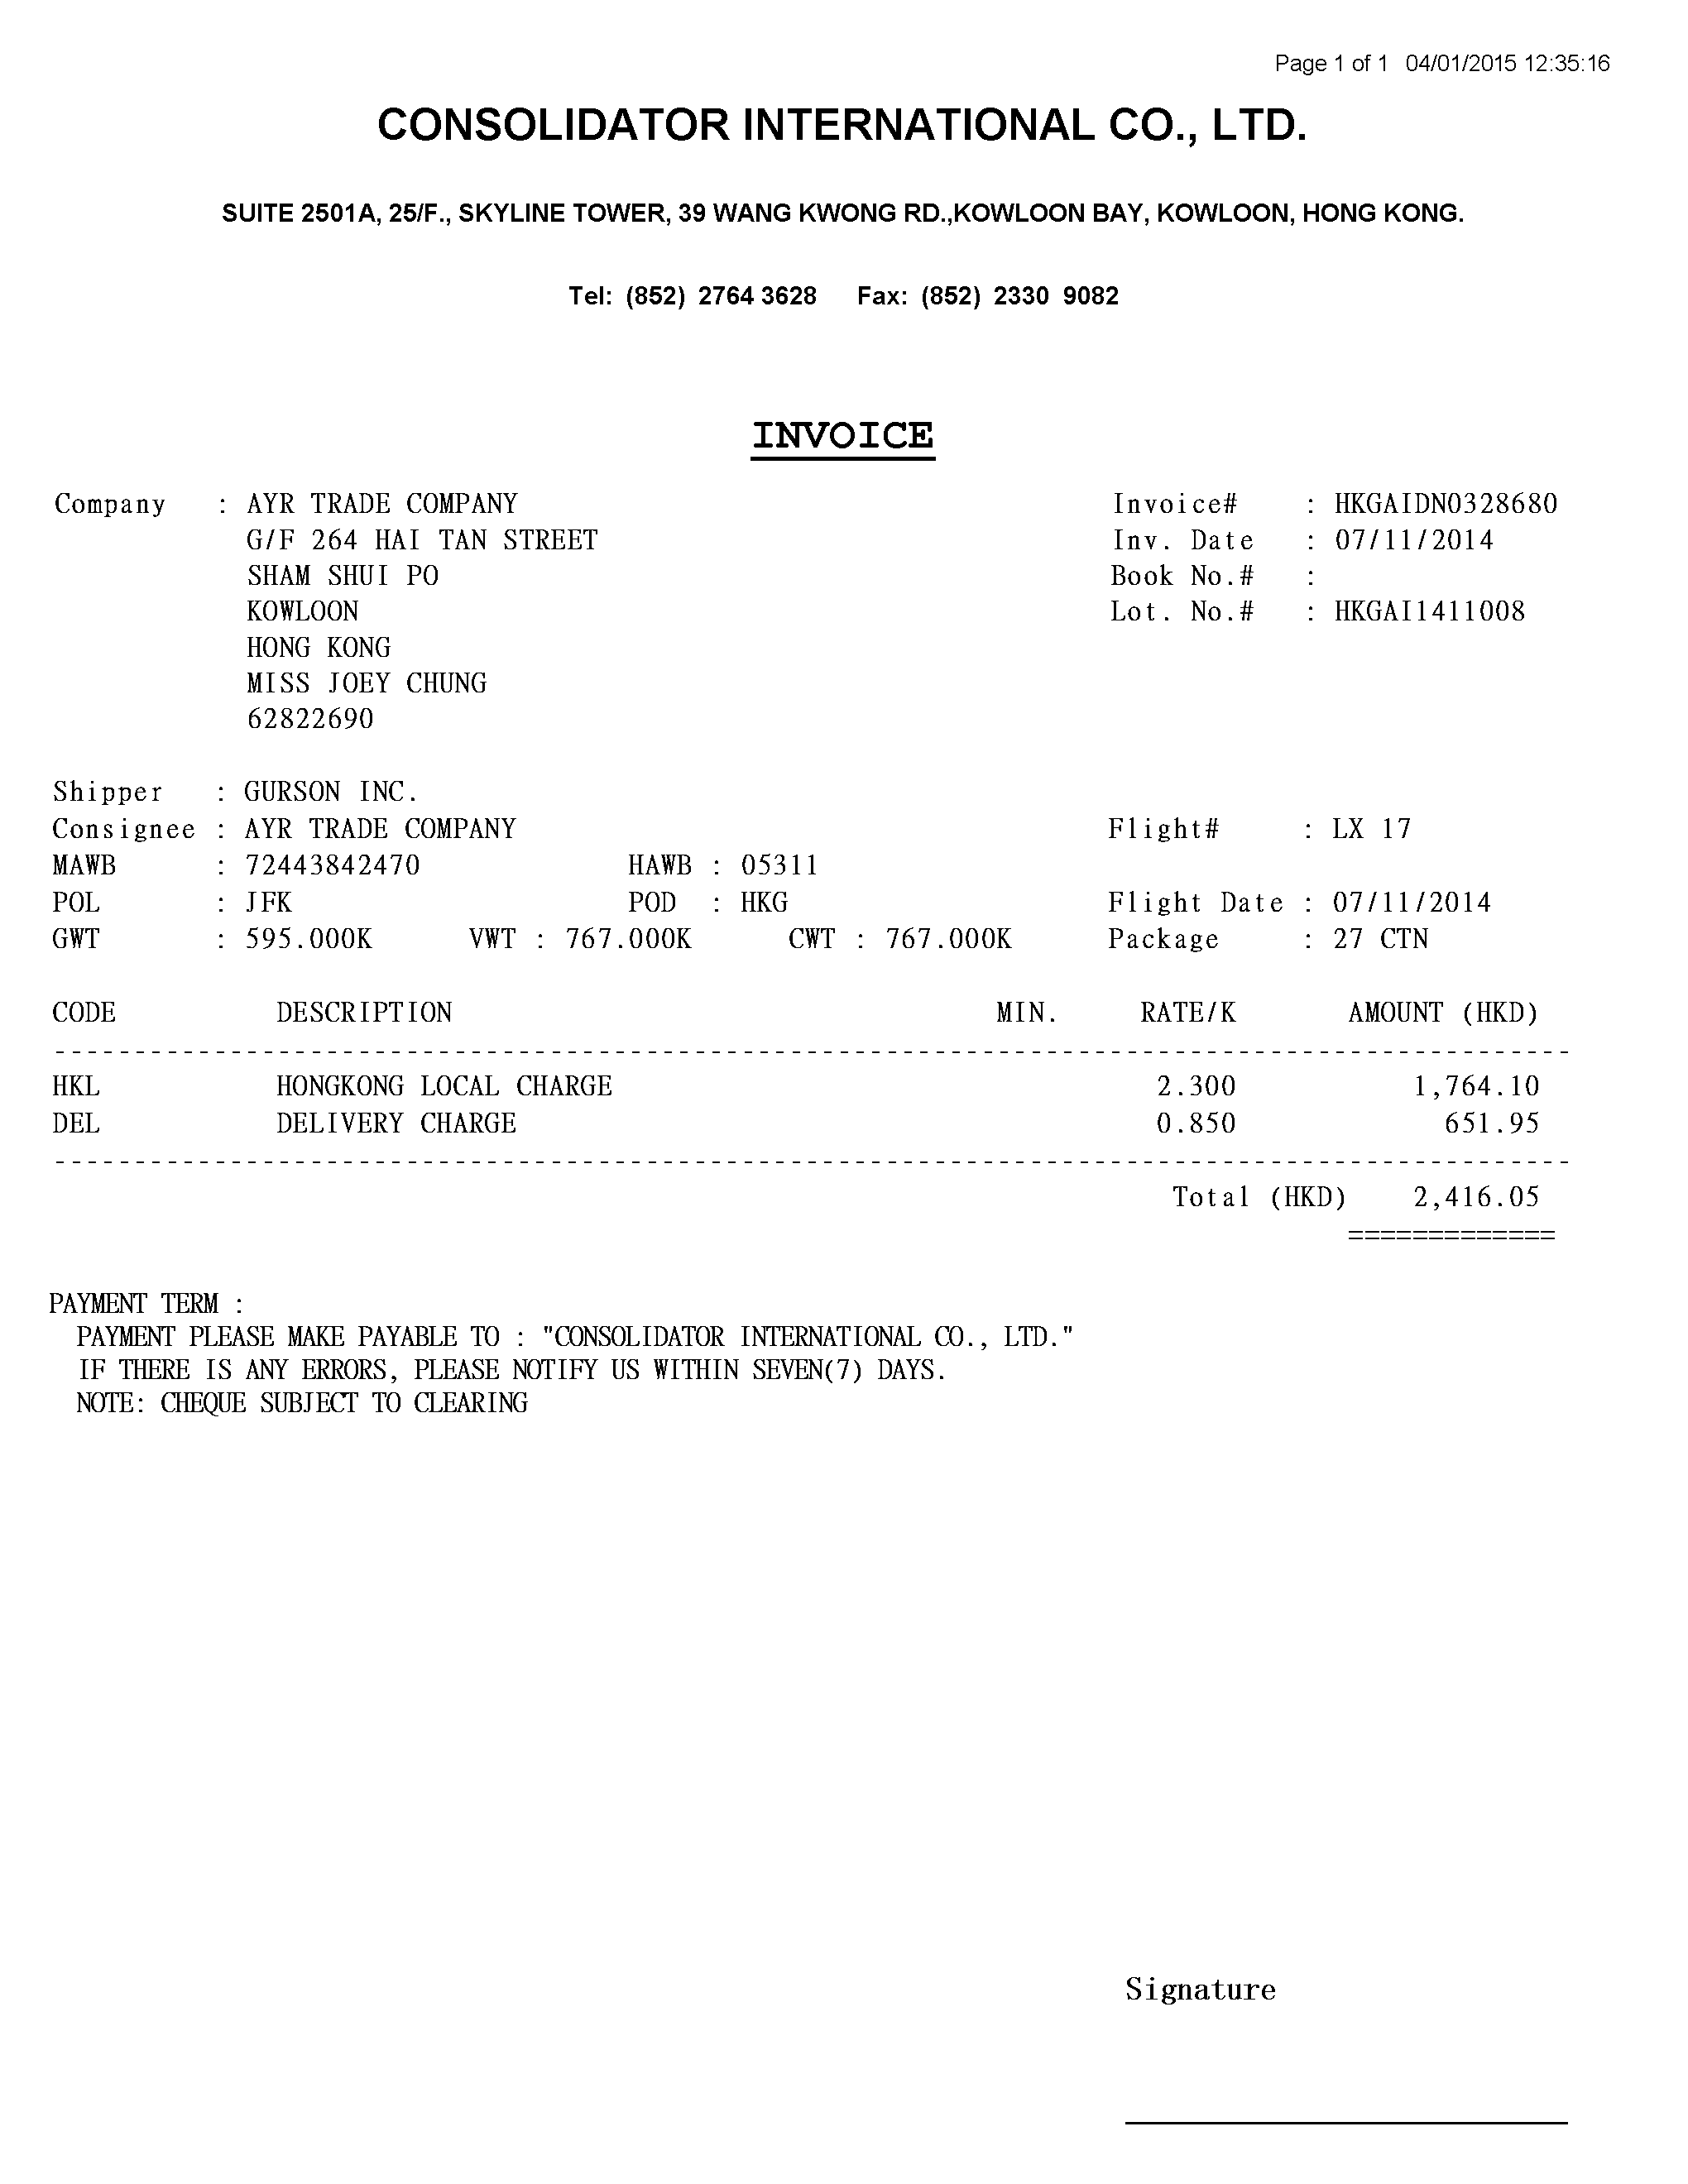 Page 1 of 1 04/01/2015 12:35:16
CONSOLIDATOR INTERNATIONAL CO., LTD.
SUITE 2501A, 25/F., SKYLINE TOWER, 39 WANG KWONG RD.,KOWLOON BAY, KOWLOON, HONG KONG.
Tel: (852) 2764 3628 Fax: (852) 2330 9082
INVOICE
Company : AYR TRADE COMPANY Invoice# : HKGAIDN0328680
G/F 264 HAI TAN STREET Inv. Date : 07/11/2014
SHAM SHUI PO Book No.# :
KOWLOON Lot. No.# : HKGAI1411008
HONG KONG
MISS JOEY CHUNG
62822690
Shipper : GURSON INC.
Consignee : AYR TRADE COMPANY Flight# : LX 17
MAWB : 72443842470 HAWB : 05311
POL : JFK POD : HKG Flight Date : 07/11/2014
GWT : 595.000K VWT : 767.000K CWT : 767.000K Package : 27 CTN
CODE DESCRIPTION MIN. RATE/K AMOUNT (HKD)
HKL HONGKONG LOCAL CHARGE 2.300 1,764.10
DEL DELIVERY CHARGE 0.850 651.95
Total (HKD) 2,416.05
=============
PAYMENT TERM :
PAYMENT PLEASE MAKE PAYABLE TO : "CONSOLIDATOR INTERNATIONAL CO., LTD."
IF THERE IS ANY ERRORS, PLEASE NOTIFY US WITHIN SEVEN(7) DAYS.
NOTE: CHEQUE SUBJECT TO CLEARING
Signature